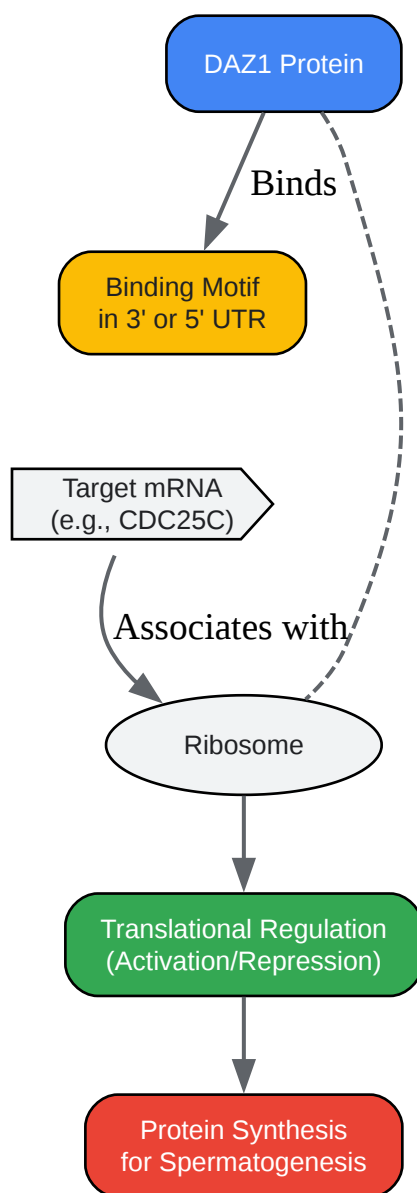 DAZ1 Protein
Binds
Binding Motif
in 3' or 5' UTR
Target mRNA
(e.g., CDC25C)
Associates with
Ribosome
Translational Regulation
(Activation/Repression)
Protein Synthesis
for Spermatogenesis